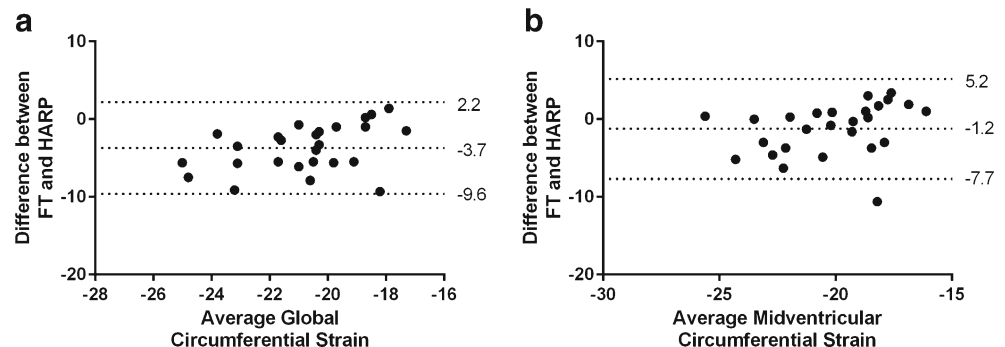 a
10
0
-10
-20
Difference between
FT and HARP
2.2
-3.7
-9.6
-28 -26 -24 -22 -20 -18 -16
Average Global
Circumferential Strain
b
10
0
-10
-20
Difference between
FT and HARP
5.2
-1.2
-7.7
-30 -25 -20 -15
Average Midventricular
Circumferential Strain